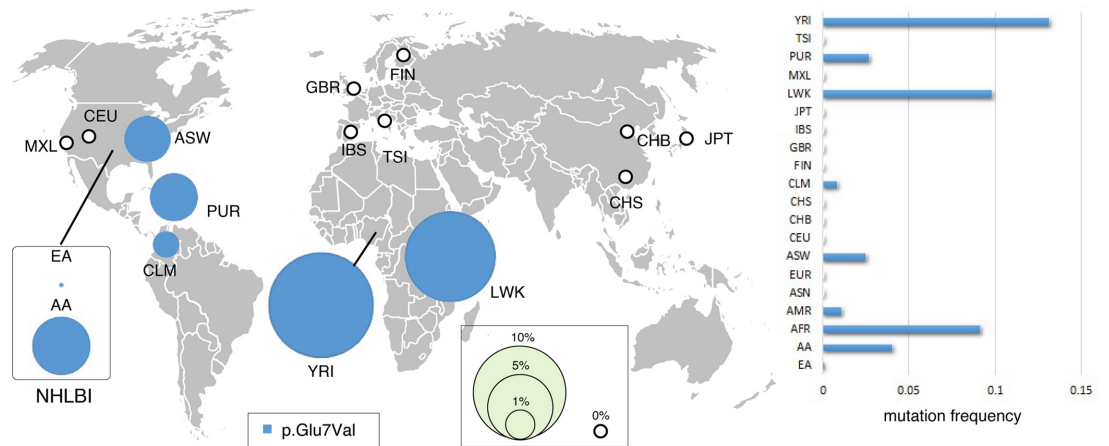 FIN
GBR
CEU
MXL
ASW
IBS
TSI
CHB
JPT
CHS
PUR
CLM
LWK
YRI
EA
AA
NHLBI
p.Glu7Val
10%
5%
1%
0%
YRI
TSI
PUR
MXL
LWK
JPT
IBS
GBR
FIN
CLM
CHS
CHB
CEU
ASW
EUR
ASN
AMR
AFR
AA
EA
0 0.05 0.1 0.15
mutation frequency